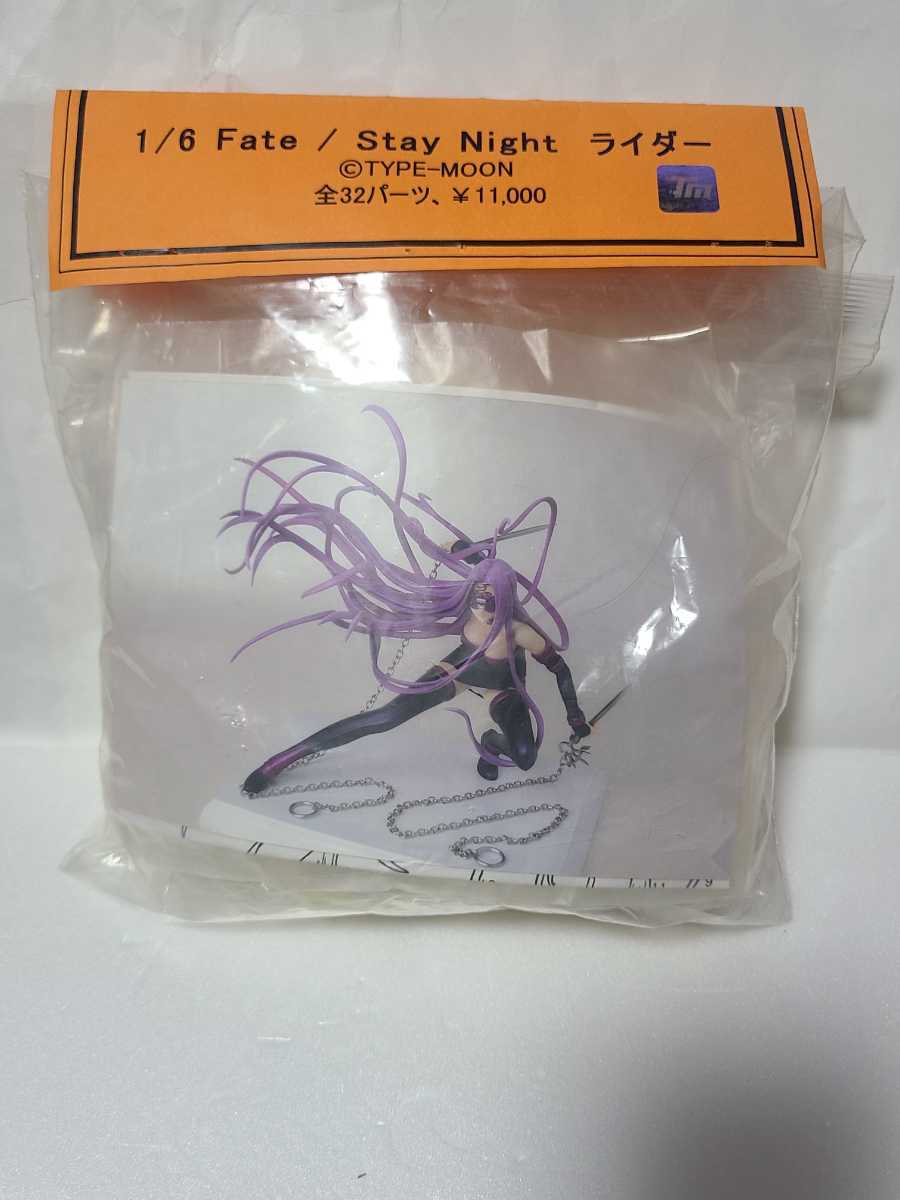 1/6 Fate / Stay Night ライダー
©TYPE-MOON
全32パーツ、￥11,000
TM